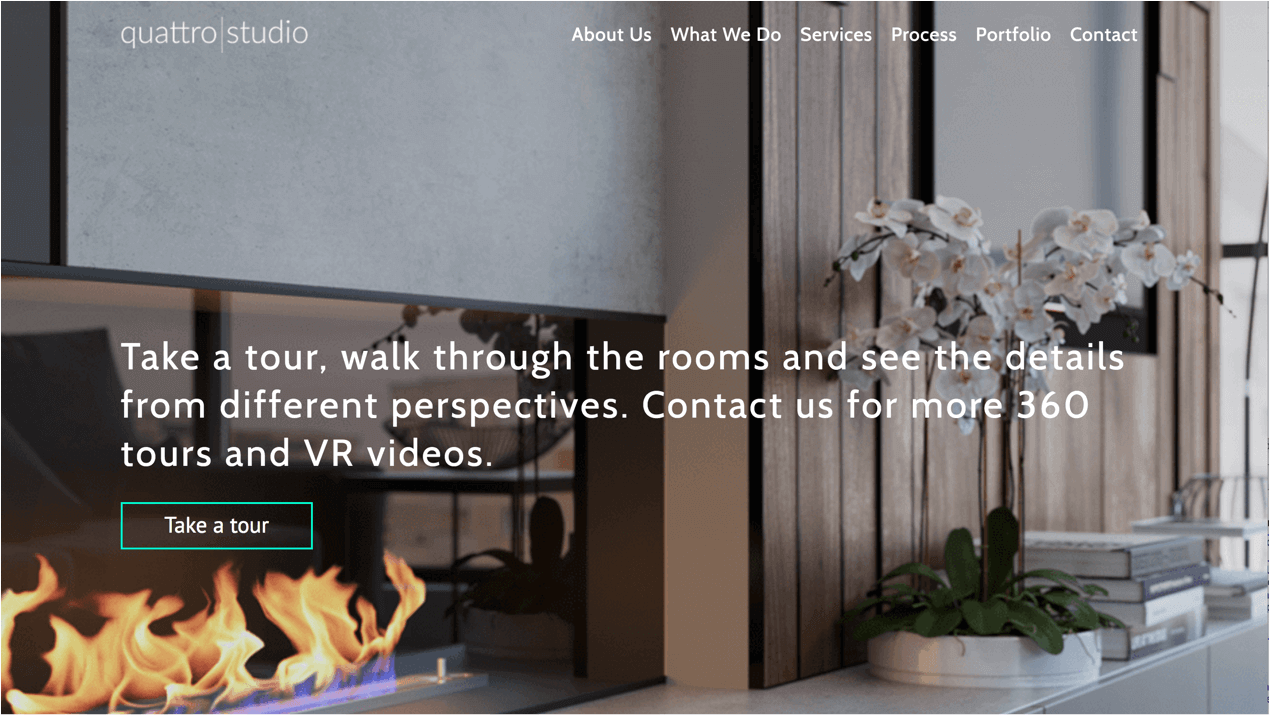 quattro|studio
About Us What We Do Services Process Portfolio Contact
Take a tour, walk through the rooms and see the details
from different perspectives. Contact us for more 360
tours and VR videos.
Take a tour